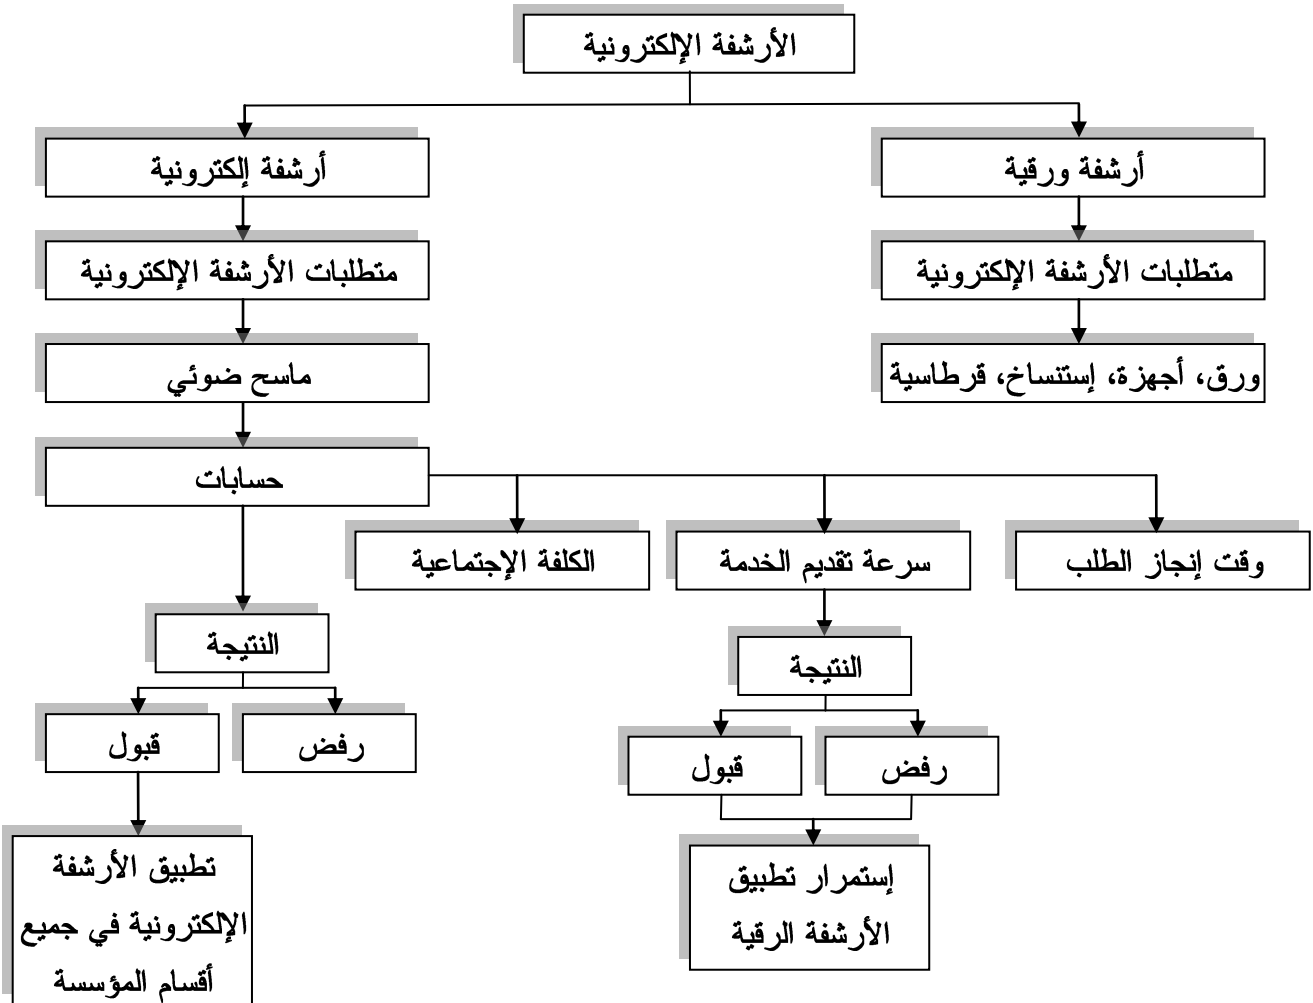 الأرشفة الإلكترونية
أرشفة ورقية
أرشفة إلكترونية
متطلبات الأرشفة الإلكترونية
متطلبات الأرشفة الإلكترونية
ورق، أجهزة، إستنساخ، قرطاسية
ماسح ضوئي
حسابات
وقت إنجاز الطلب
سرعة تقديم الخدمة
الكلفة الإجتماعية
النتيجة
النتيجة
رفض
قبول
رفض
قبول
إستمرار تطبيق
الأرشفة الرقية
تطبيق الأرشفة
الإلكترونية في جميع
أقسام المؤسسة